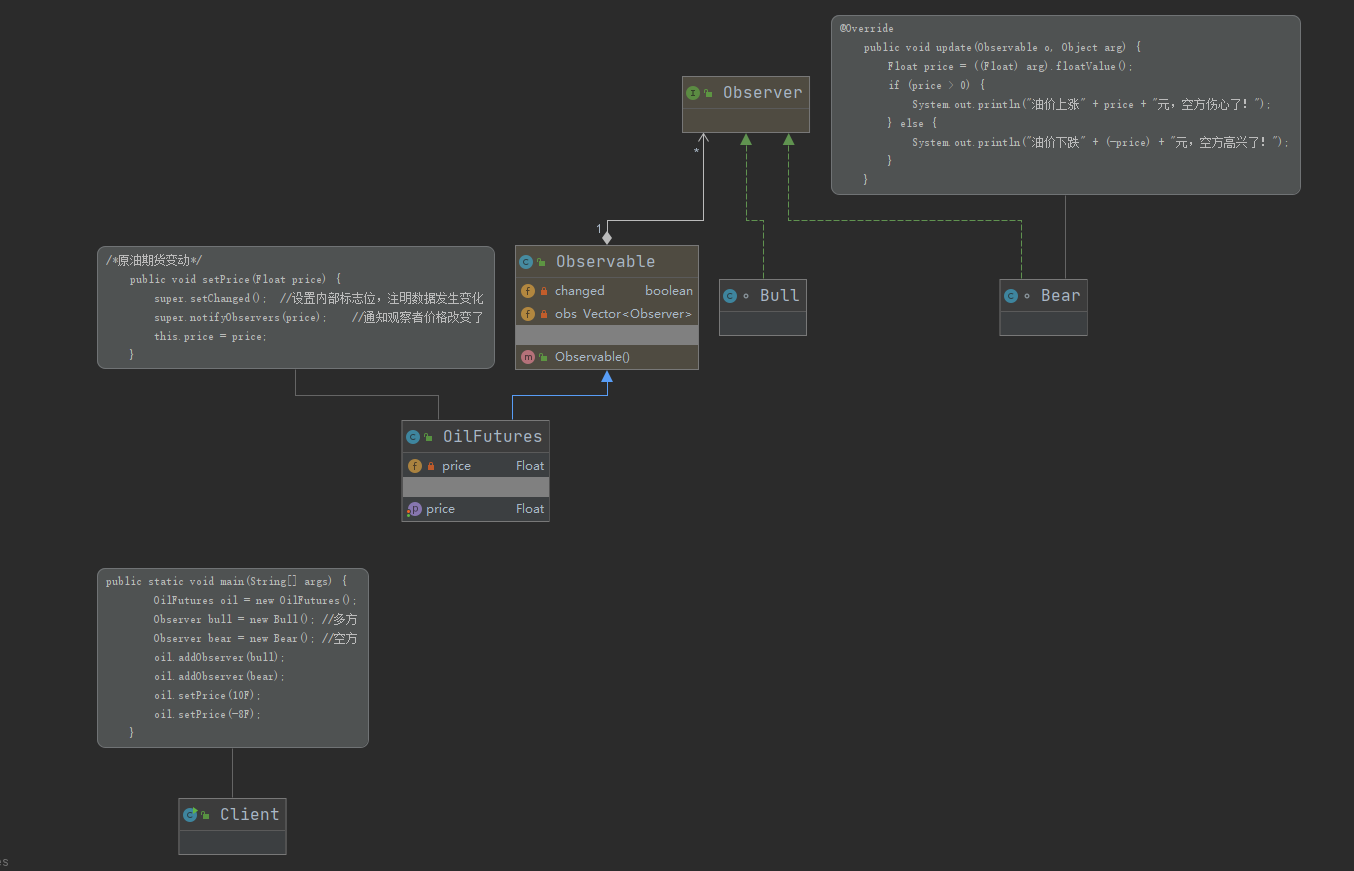 @Override
public void update(Observable o, Object arg) {
Float price = ((Float) arg).floatValue();
if (price > 0) {
System.out.println("油价上涨" + price + "元，空方伤心了！");
} else {
System.out.println("油价下跌" + (-price) + "元，空方高兴了！");
}
}
I Observer
*
1
/*原油期货变动*/
public void setPrice(Float price) {
super.setChanged();  //设置内部标志位，注明数据发生变化
super.notifyObservers(price);    //通知观察者价格改变了
this.price = price;
}
C Observable
f changed boolean
f obs Vector<Observer>
m Observable()
C Bull
C Bear
C OilFutures
f price Float
p price Float
public static void main(String[] args) {
OilFutures oil = new OilFutures();
Observer bull = new Bull(); //多方
Observer bear = new Bear(); //空方
oil.addObserver(bull);
oil.addObserver(bear);
oil.setPrice(10F);
oil.setPrice(-8F);
}
C Client
es